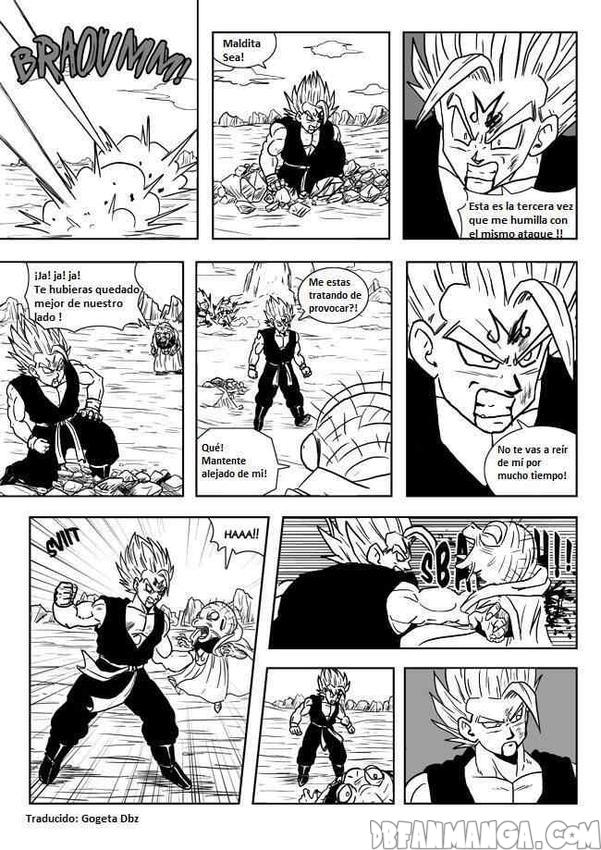 BRAOUMM!
Maldita
Sea!
Esta es la tercera vez
que me humilla con
el mismo ataque !!
¡Ja! ja! ja!
Te hubieras quedado
mejor de nuestro
lado !
Me estas
tratando de
provocar?!
Qué!
Mantente
alejado de mi!
No te vas a reír
de mí por
mucho tiempo!
SVIIT
HAAA!!
Traducido: Gogeta Dbz
DBFANMANGA.COM